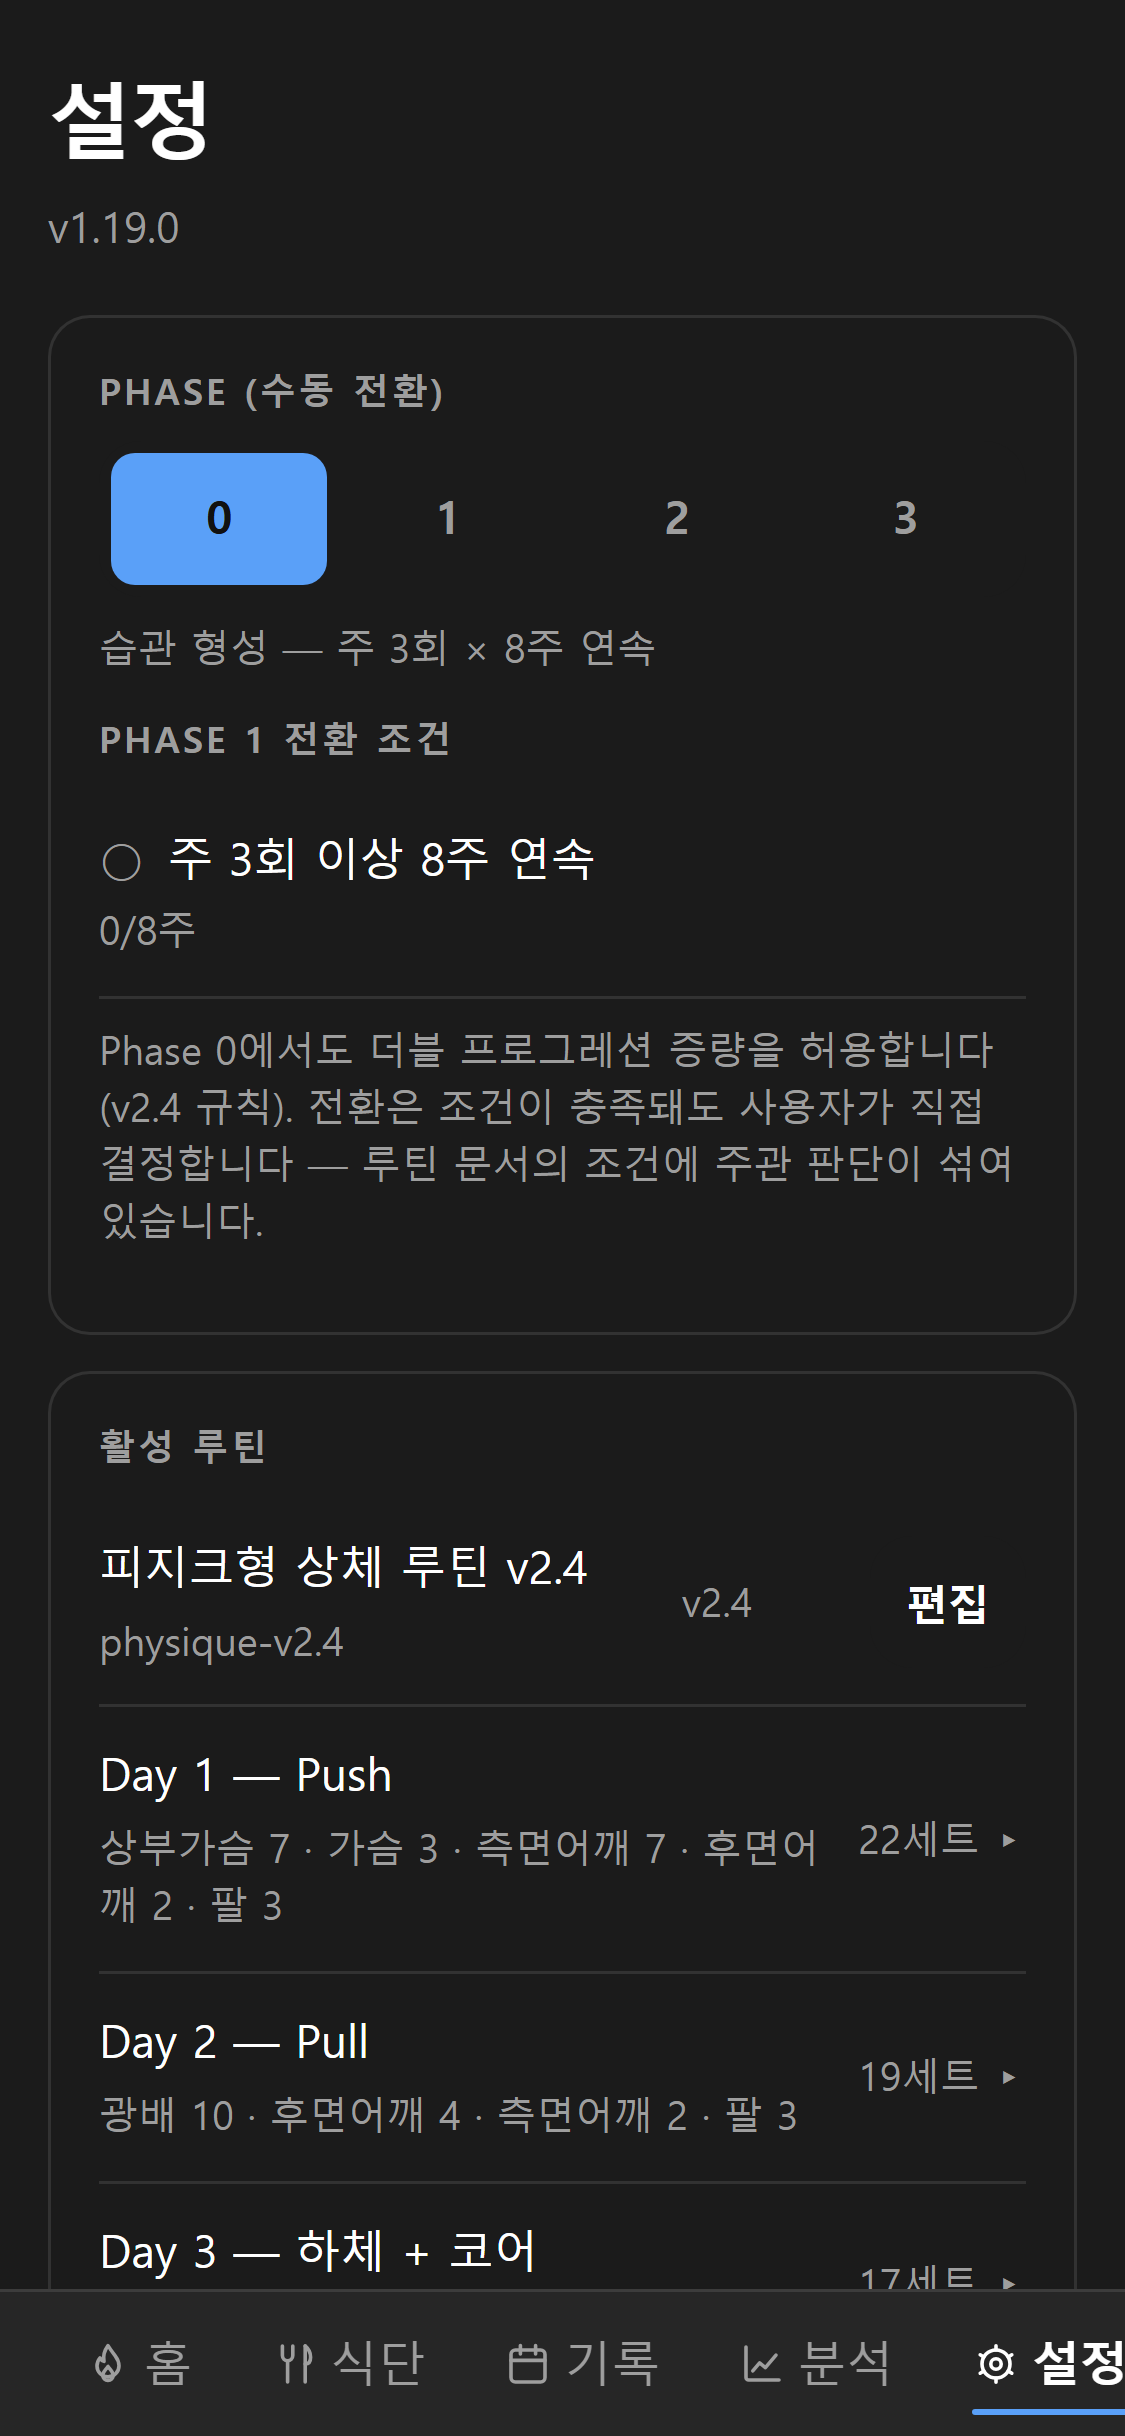 설정
v1.19.0
PHASE (수동 전환)
0 1 2 3
습관 형성 — 주 3회 × 8주 연속
PHASE 1 전환 조건
주 3회 이상 8주 연속
0/8주
Phase 0에서도 더블 프로그레션 증량을 허용합니다
(v2.4 규칙). 전환은 조건이 충족돼도 사용자가 직접
결정합니다 — 루틴 문서의 조건에 주관 판단이 섞여
있습니다.
활성 루틴
피지크형 상체 루틴 v2.4
physique-v2.4
v2.4
편집
Day 1 — Push
상부가슴 7 · 가슴 3 · 측면어깨 7 · 후면어
깨 2 · 팔 3
22세트 ▸
Day 2 — Pull
광배 10 · 후면어깨 4 · 측면어깨 2 · 팔 3
19세트 ▸
Day 3 — 하체 + 코어
17세트 ▸
홈 식단 기록 분석 설정